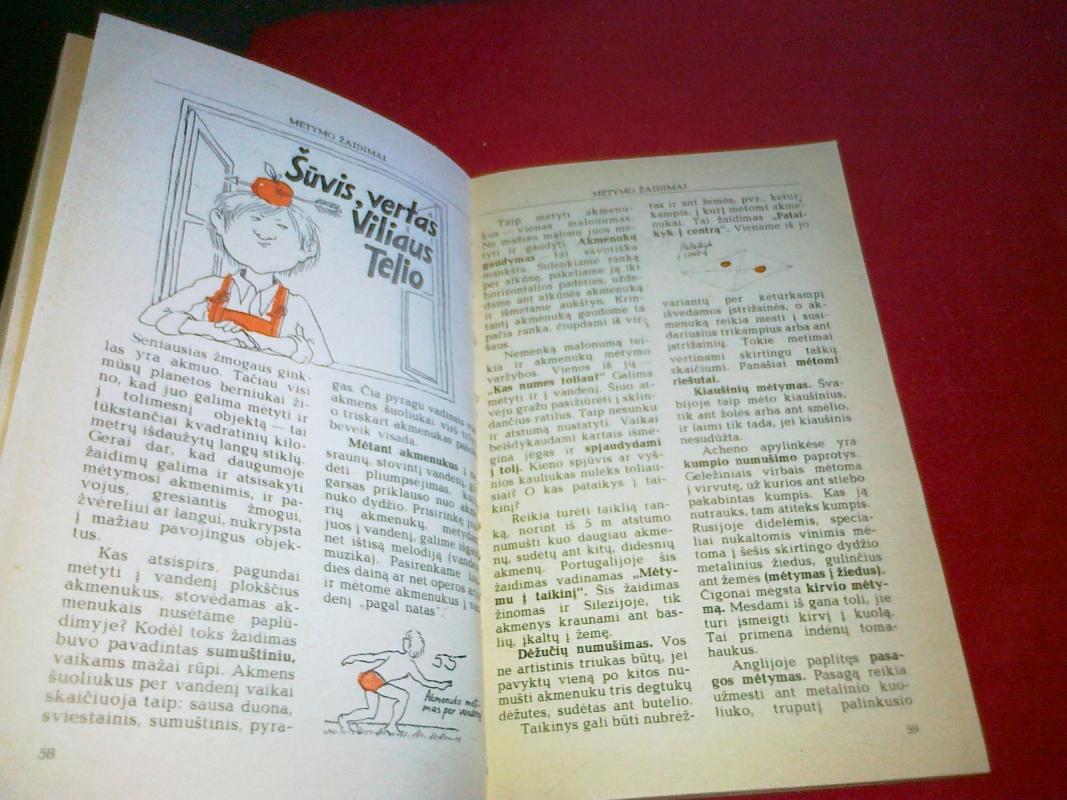 MĖTYMO ŽAIDIMAI
Šūvis, vertas
Viliaus
Telio
Seniausias žmogaus gink-
las yra akmuo. Tačiau visi
mūsų planetos berniukai ži-
no, kad juo galima mėtyti ir
į tolimesnį objektą — tai
tūkstančiai kvadratinių kilo-
metrų išdaužytų langų stiklų.
Gerai dar, kad daugumoje
žaidimų galima ir atsisakyti
mėtymosi akmenimis, ir pa-
vojus, gresiantis žmogui,
žvėreliui ar langui, nukrypsta
į mažiau pavojingus objek-
tus.
Kas atsispirs pagundai
mėtyti į vandenį plokščius
akmenukus, stovėdamas ak-
menukais nusėtame paplū-
dimyje? Kodėl toks žaidimas
buvo pavadintas sumuštiniu,
vaikams mažai rūpi. Akmens
šuoliukus per vandenį vaikai
skaičiuoja taip: sausa duona,
sviestainis, sumuštinis, pyra-
58
gas. Čia pyragu vadinamas
akmens šuoliukai virš
o triskart akmenukas
beveik visada.
Mėtant akmenukus į
sraunų, stovintį vandenį,
dėti pliumpsėjimas,
garsas priklauso nuo
nuko dydžio. Prisirinkę
rių akmenukų,
juos į vandenį, galime
net ištisą melodiją
muzika). Pasirenkame
dies dainą ar net operos
ir mėtome akmenukus į
denį „pagal natas"
Akmenuko mėty-
mas per vandenį
MĖTYMO ŽAIDIMAI
Taip mėtyti akmenu-
kus — vienas malonumas.
Ne mažiau malonu juos mė-
tyti ir gaudyti. Akmenukų
gaudymas — tai savotiška
mankšta. Sulenkiame ranką
per alkūnę, pakeliame ją iki
horizontalios padėties, užde-
dame ant alkūnės akmenuką
ir išmetame aukštyn. Krin-
tantį akmenuką gaudome ta
pačia ranka, čiupdami iš vir-
šaus.
Nemenką malonumą tei-
kia ir akmenukų mėtymo
varžybos. Vienos iš jų —
„Kas numes toliau?" Galima
mėtyti ir į vandenį. Šiuo at-
veju gražu pasižiūrėti į sklin-
dančius ratilus. Taip nesunku
ir atstumą nustatyti. Vaikai
beišdykaudami kartais išmė-
gina jėgas ir spjaudydami
į tolį. Kieno spjūvis ar vyš-
nios kauliukas nulėks toliau-
siai? O kas pataikys į tai-
kinį?
Reikia turėti taiklią ran-
ką, norint iš 5 m atstumo
numušti kuo daugiau akme-
nų, sudėtų ant kitų, didesnių
akmenų. Portugalijoje šis
žaidimas vadinamas „Mėty-
mu į taikinį". Šis žaidimas
žinomas ir Silezijoje, tik
akmenys kraunami ant bas-
lių, įkaltų į žemę.
Dėžučių numušimas. Vos
ne artistinis triukas būtų, jei
pavyktų vieną po kitos nu-
mušti akmenuku tris degtukų
dėžutes, sudėtas ant butelio.
Taikinys gali būti nubrėž-
tas ir ant žemės, pvz., ketur-
kampis, į kurį mėtomi akme-
nukai. Tai žaidimas „Patai-
kyk į centrą". Viename iš jo
Pataikyk
į centrą
variantų per keturkampį
išvedamos įstrižainės, o ak-
menuką reikia mesti į susi-
dariusius trikampius arba ant
įstrižainių. Tokie metimai
vertinami skirtingu taškų
skaičiumi. Panašiai mėtomi
riešutai.
Kiaušinių mėtymas. Šva-
bijoje taip mėto kiaušinius,
tik ant žolės arba ant smėlio,
ir laimi tik tada, jei kiaušinis
nesudūžta.
Acheno apylinkėse yra
kumpio numušimo paprotys.
Geležiniais virbais mėtoma
į virvutę, už kurios ant stiebo
pakabintas kumpis. Kas ją
nutrauks, tam atiteks kumpis.
Rusijoje didelėmis, specia-
liai nukaltomis vinimis mė-
toma į šešis skirtingo dydžio
metalinius žiedus, gulinčius
ant žemės (mėtymas į žiedus).
Čigonai mėgsta kirvio mėty-
mą. Mesdami iš gana toli, jie
turi įsmeigti kirvį į kuolą.
Tai primena indėnų toma-
haukus.
Anglijoje paplitęs pasa-
gos mėtymas. Pasagą reikia
užmesti ant metalinio kuo-
liuko, truputį palinkusio
59